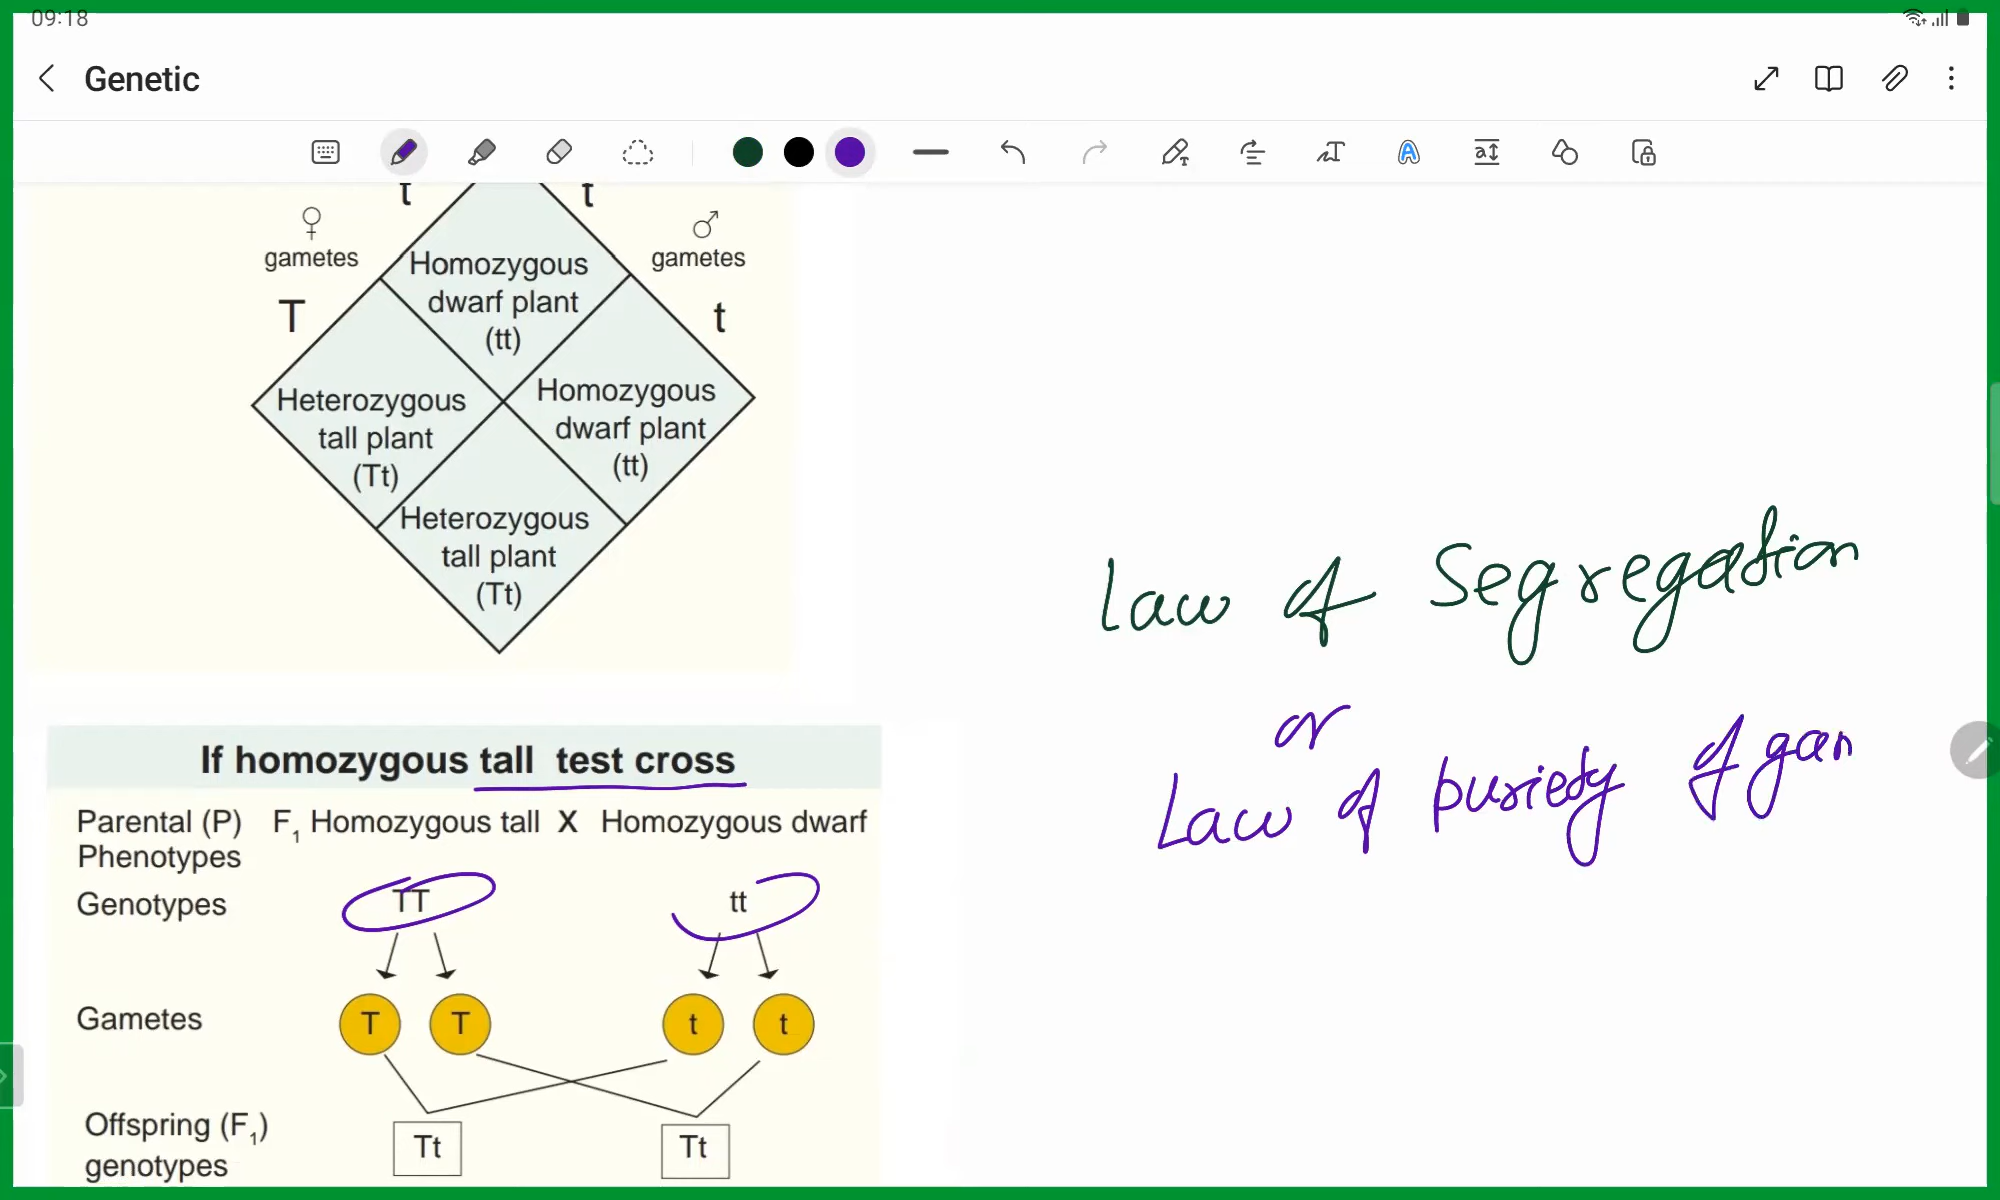 09:18
Genetic
t t
♀ ♂
gametes gametes
T t
Homozygous
dwarf plant
(tt)
Heterozygous
tall plant
(Tt)
Homozygous
dwarf plant
(tt)
Heterozygous
tall plant
(Tt)
Law of Segregation
or
Law of puriety of gam
If homozygous tall test cross
Parental (P) F1 Homozygous tall X Homozygous dwarf
Phenotypes
Genotypes TT tt
Gametes T T t t
Offspring (F1) Tt Tt
genotypes